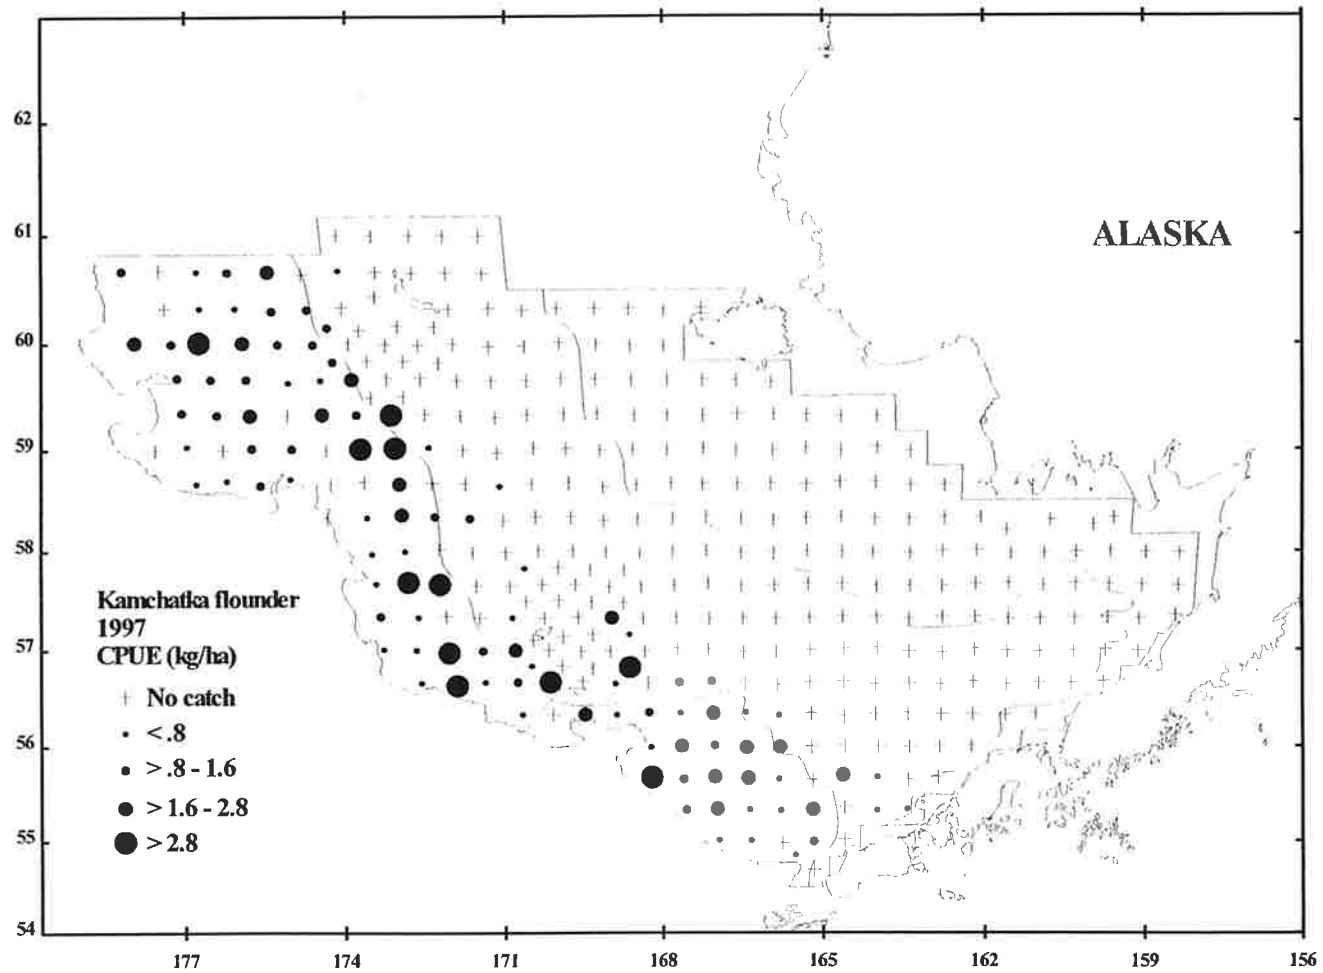 62
61
60
59
58
57
56
55
54
ALASKA
Kamchatka flounder
1997
CPUE (kg/ha)
No catch
< .8
> .8 - 1.6
> 1.6 - 2.8
> 2.8
177 174 171 168 165 162 159 156